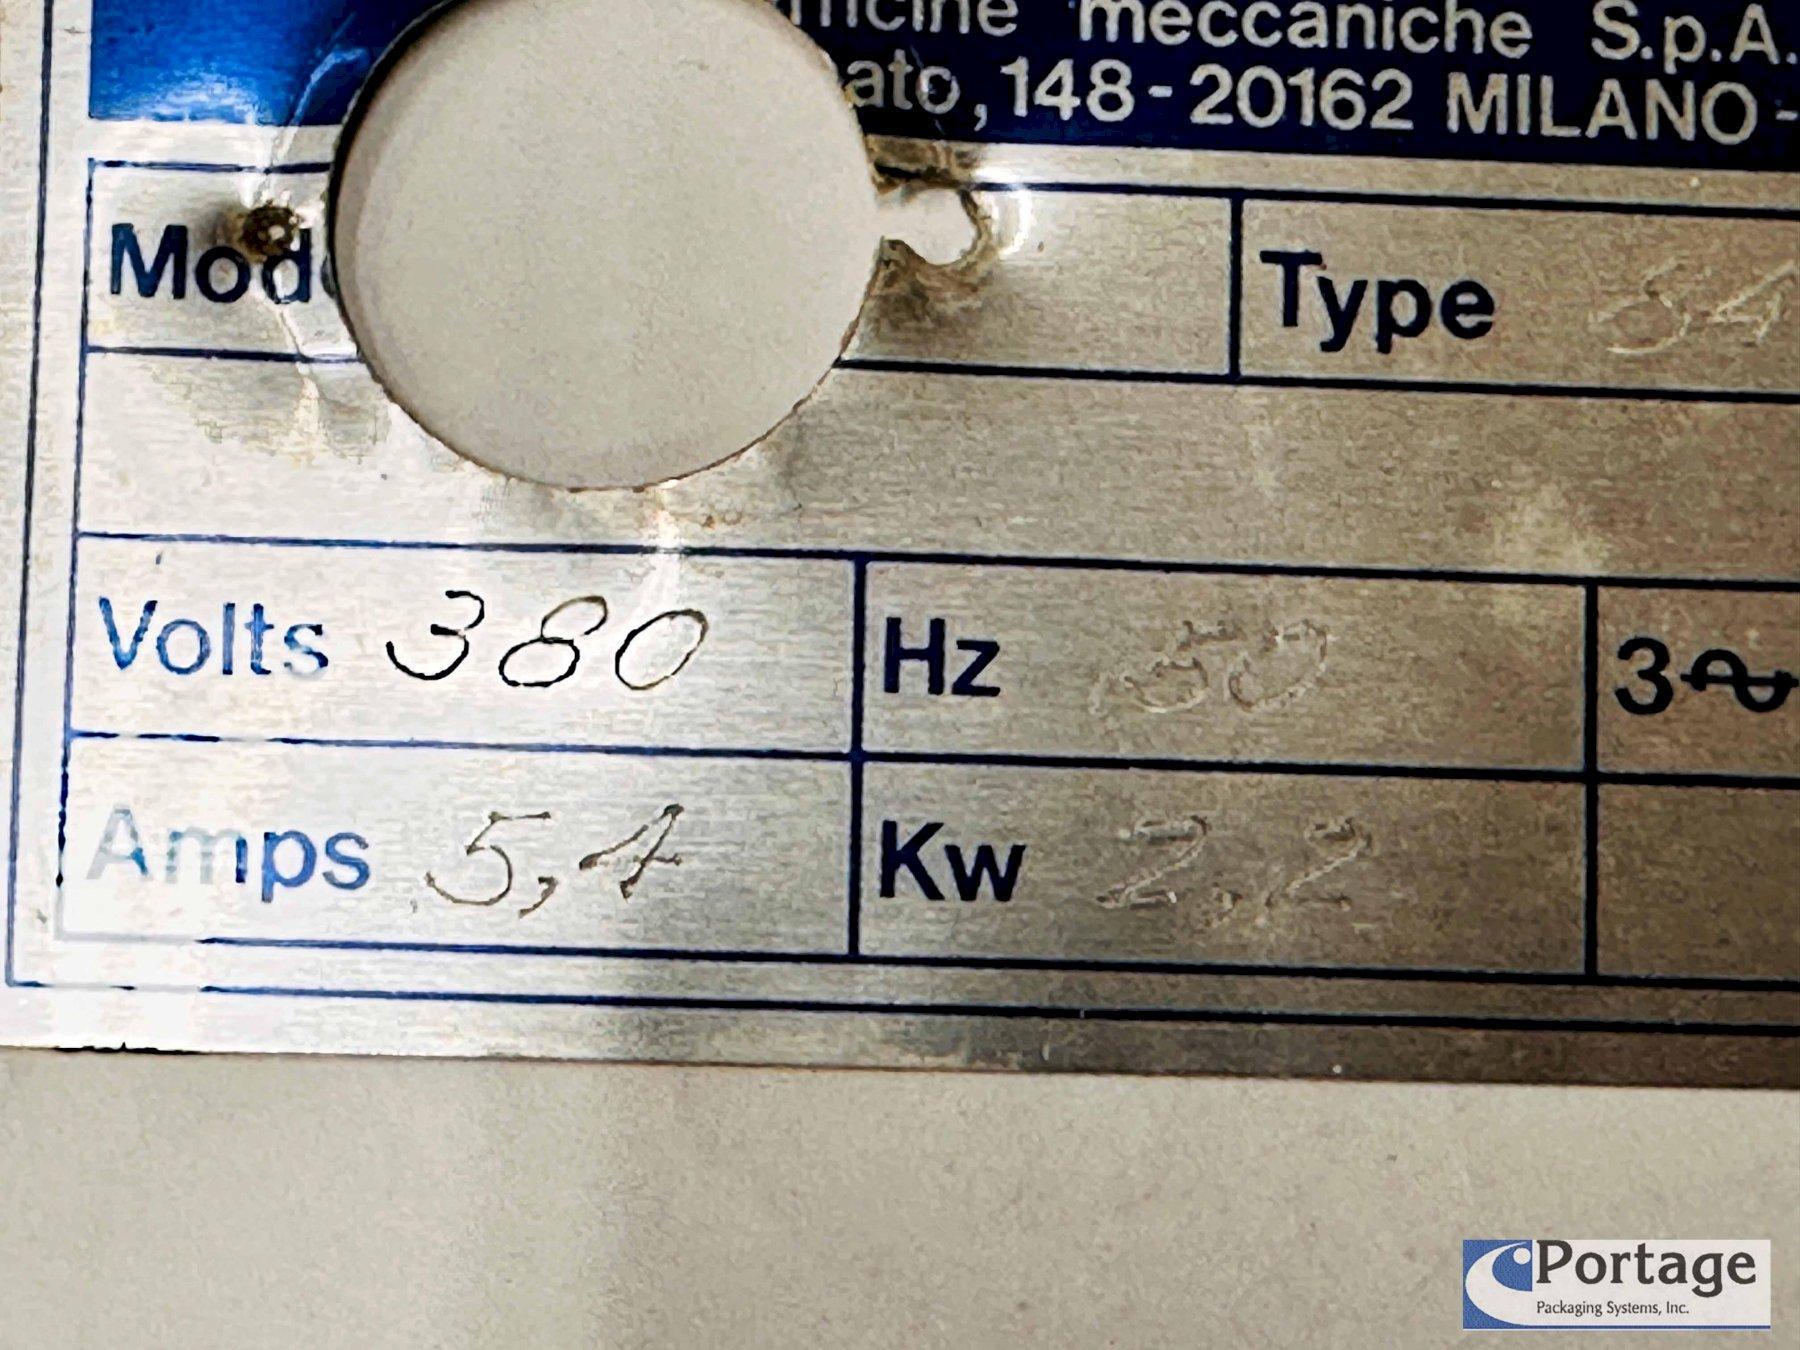 meccaniche S.p.A.
148-20162 MILANO -
Type S4
Volts 380 Hz 50 3
Amps 5,4 Kw 2,2
Portage
Packaging Systems, Inc.